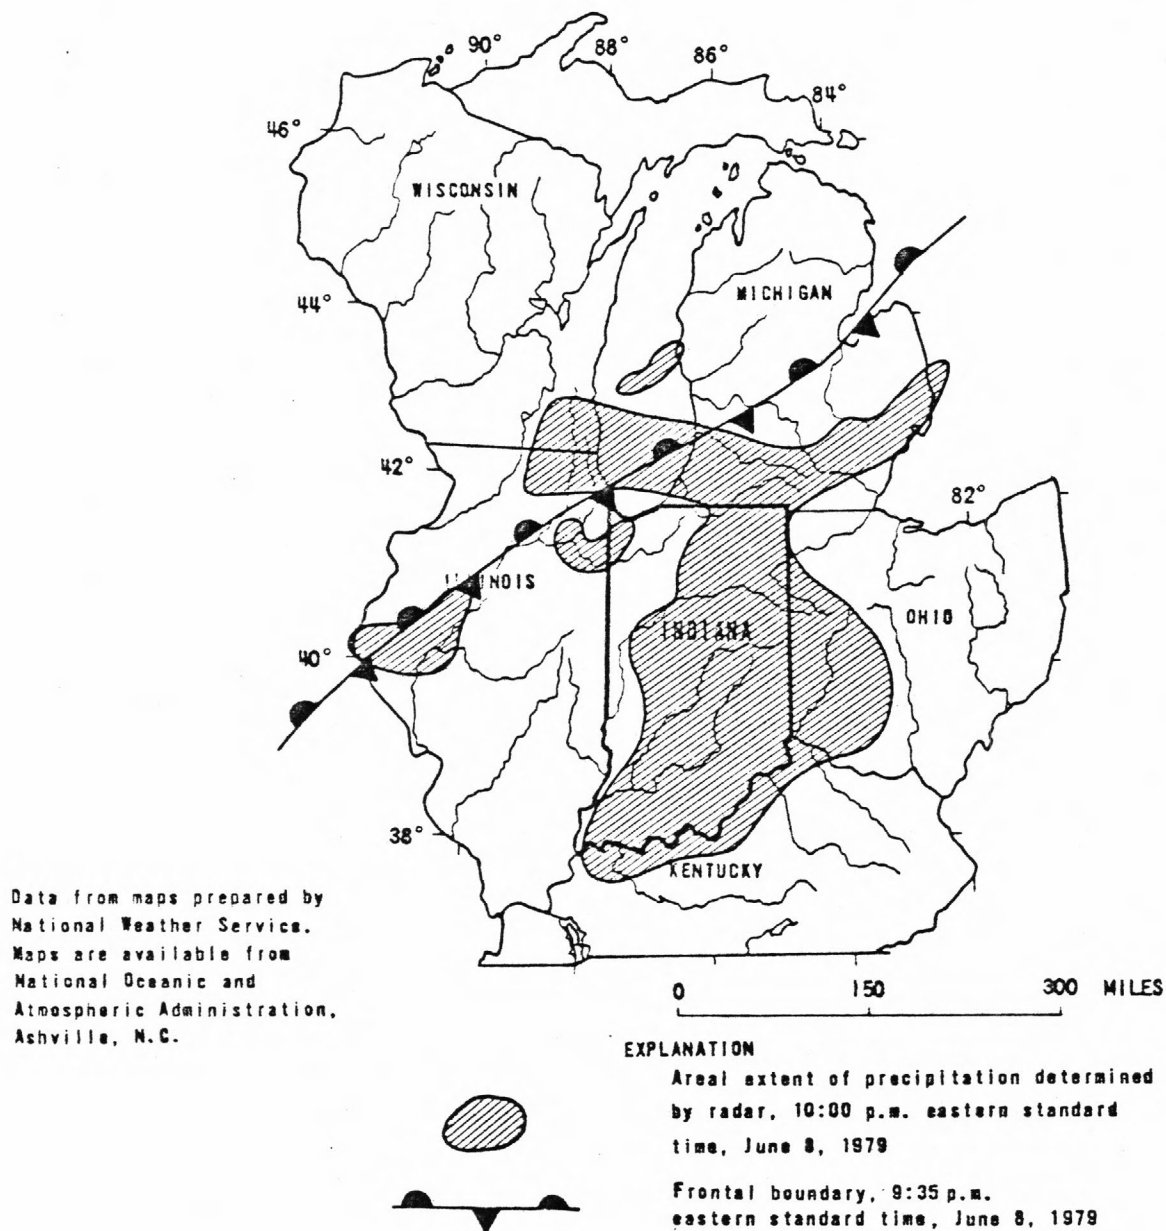 90°
88°
86°
84°
46°
WISCONSIN
44°
MICHIGAN
42°
82°
ILLINOIS
OHIO
INDIANA
40°
38°
KENTUCKY
Data from maps prepared by
National Weather Service.
Maps are available from
National Oceanic and
Atmospheric Administration,
Ashville, N.C.
0 150 300 MILES
EXPLANATION
Areal extent of precipitation determined
by radar, 10:00 p.m. eastern standard
time, June 8, 1979
Frontal boundary, 9:35 p.m.
eastern standard time, June 8, 1979